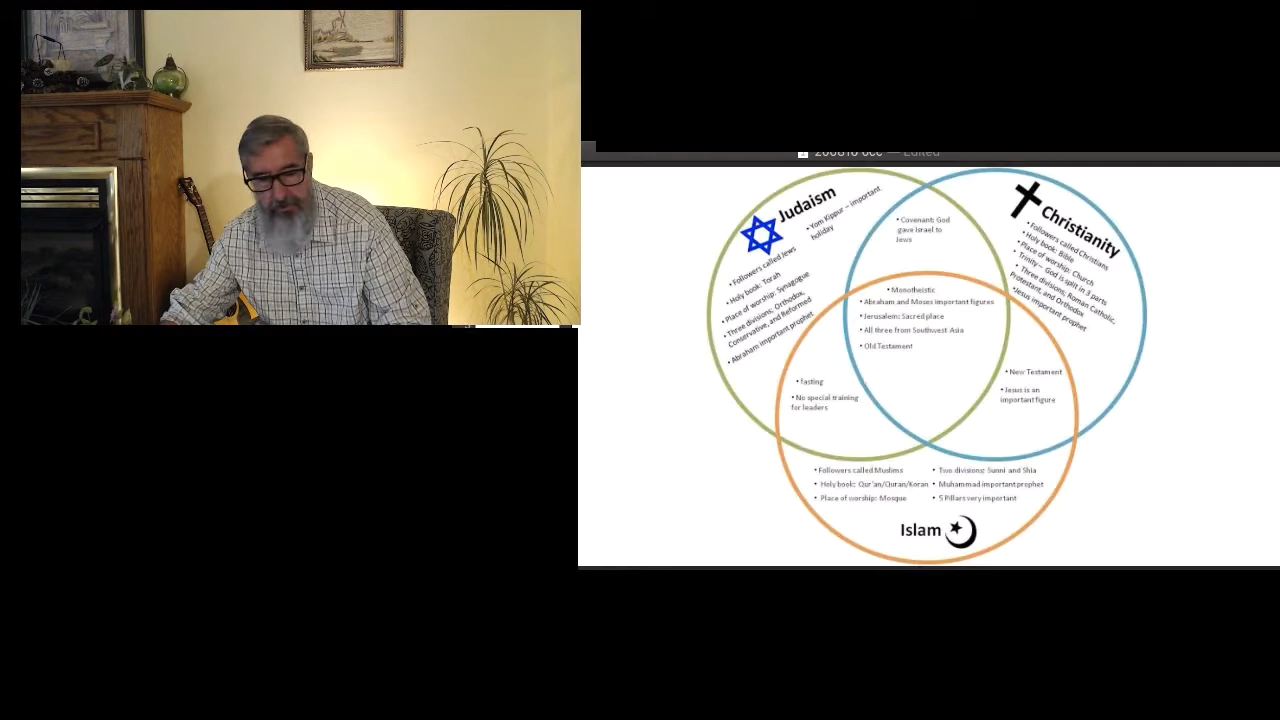 200816 occ — Edited
Judaism
• Yom Kippur – important
holiday
• Followers called Jews
• Holy book: Torah
• Place of worship: Synagogue
• Three divisions: Orthodox,
Conservative, and Reformed
• Abraham important prophet
• Covenant: God
gave Israel to
Jews
Christianity
• Followers called Christians
• Holy book: Bible
• Place of worship: Church
• Trinity – God is split in 3 parts
• Three divisions: Roman Catholic,
Protestant, and Orthodox
• Jesus important prophet
• Monotheistic
• Abraham and Moses important figures
• Jerusalem: Sacred place
• All three from Southwest Asia
• Old Testament
• fasting
• No special training
for leaders
• New Testament
• Jesus is an
important figure
• Followers called Muslims
• Holy book: Qur'an/Quran/Koran
• Place of worship: Mosque
• Two divisions: Sunni and Shia
• Muhammad important prophet
• 5 Pillars very important
Islam